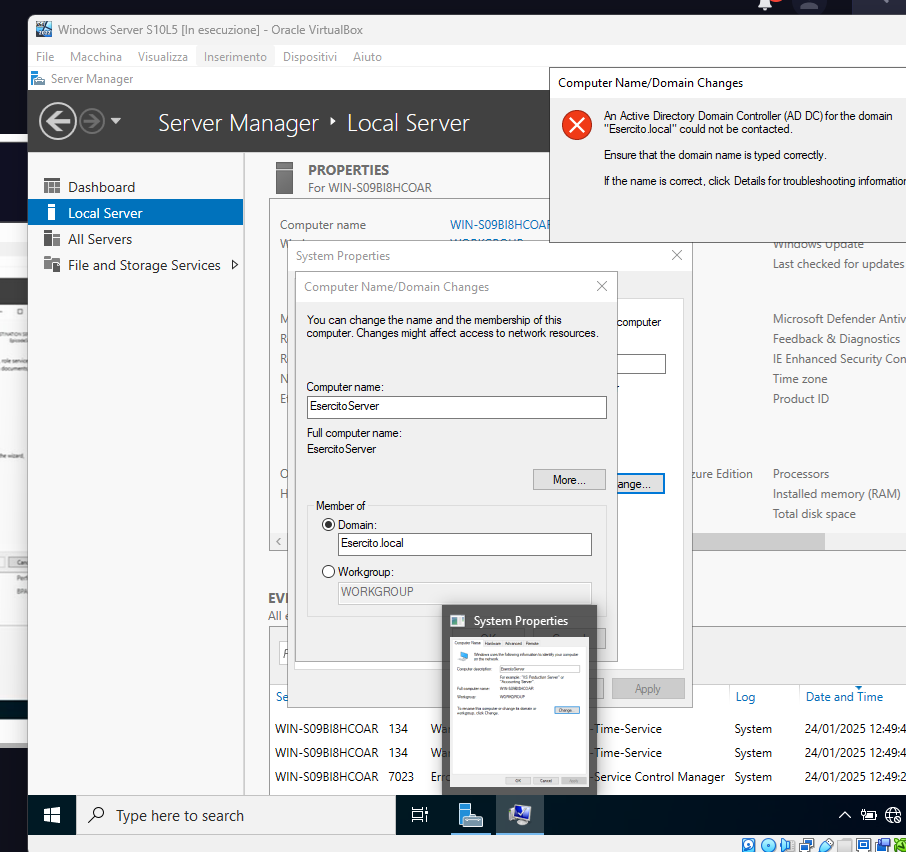 Windows Server S10L5 [In esecuzione] - Oracle VirtualBox
File Macchina Visualizza Inserimento Dispositivi Aiuto
Server Manager
Server Manager ‣ Local Server
Computer Name/Domain Changes
An Active Directory Domain Controller (AD DC) for the domain
"Esercito.local" could not be contacted.
Ensure that the domain name is typed correctly.
If the name is correct, click Details for troubleshooting information
Dashboard
Local Server
All Servers
File and Storage Services
PROPERTIES
For WIN-S09BI8HCOAR
Computer name WIN-S09BI8HCOAR
WORKGROUP
Windows Update
Last checked for updates
Microsoft Defender Antiv
Feedback & Diagnostics
IE Enhanced Security Con
Time zone
Product ID
zure Edition
Processors
Installed memory (RAM)
Total disk space
System Properties
computer
ange...
Apply
Computer Name/Domain Changes
You can change the name and the membership of this
computer. Changes might affect access to network resources.
Computer name:
EsercitoServer
Full computer name:
EsercitoServer
More...
Member of
Domain:
Esercito.local
Workgroup:
WORKGROUP
System Properties
Computer Name Hardware Advanced Remote
Windows uses the following information to identify your computer
on the network.
Computer description: EsercitoServer
For example: "IIS Production Server" or
"Accounting Server".
Full computer name: WIN-S09BI8HCOAR
Workgroup: WORKGROUP
To rename this computer or change its domain or
workgroup, click Change.
Change...
OK Cancel Apply
EV
All e
Se Log Date and Time
WIN-S09BI8HCOAR 134 Wa -Time-Service System 24/01/2025 12:49:4
WIN-S09BI8HCOAR 134 Wa -Time-Service System 24/01/2025 12:49:4
WIN-S09BI8HCOAR 7023 Erro -Service Control Manager System 24/01/2025 12:49:2
Type here to search